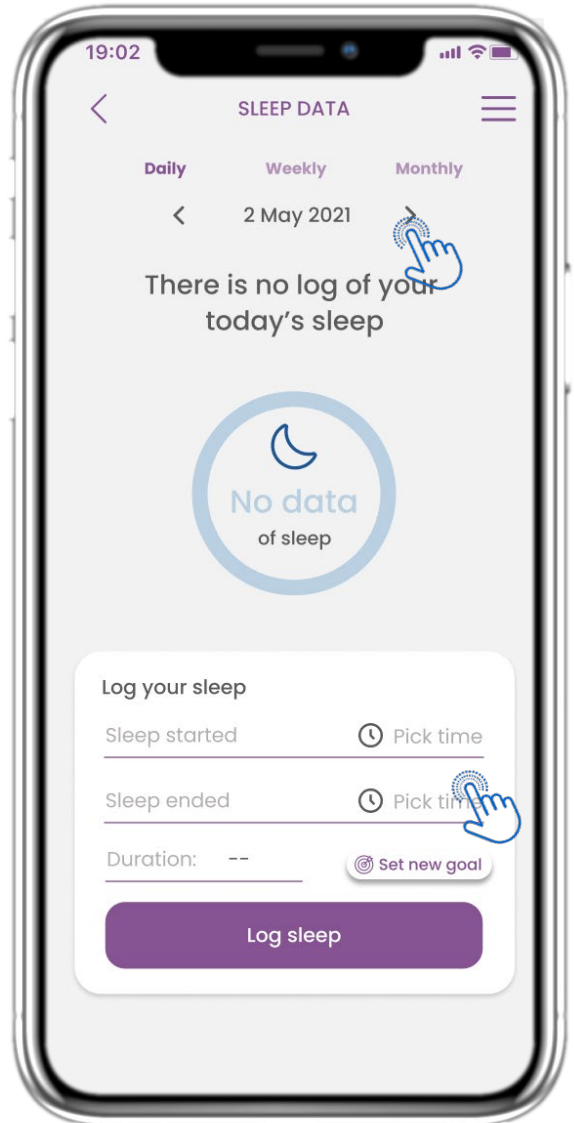 19:02
SLEEP DATA
Daily Weekly Monthly
2 May 2021
There is no log of your
today's sleep
No data
of sleep
Log your sleep
Sleep started Pick time
Sleep ended Pick time
Duration: -- Set new goal
Log sleep